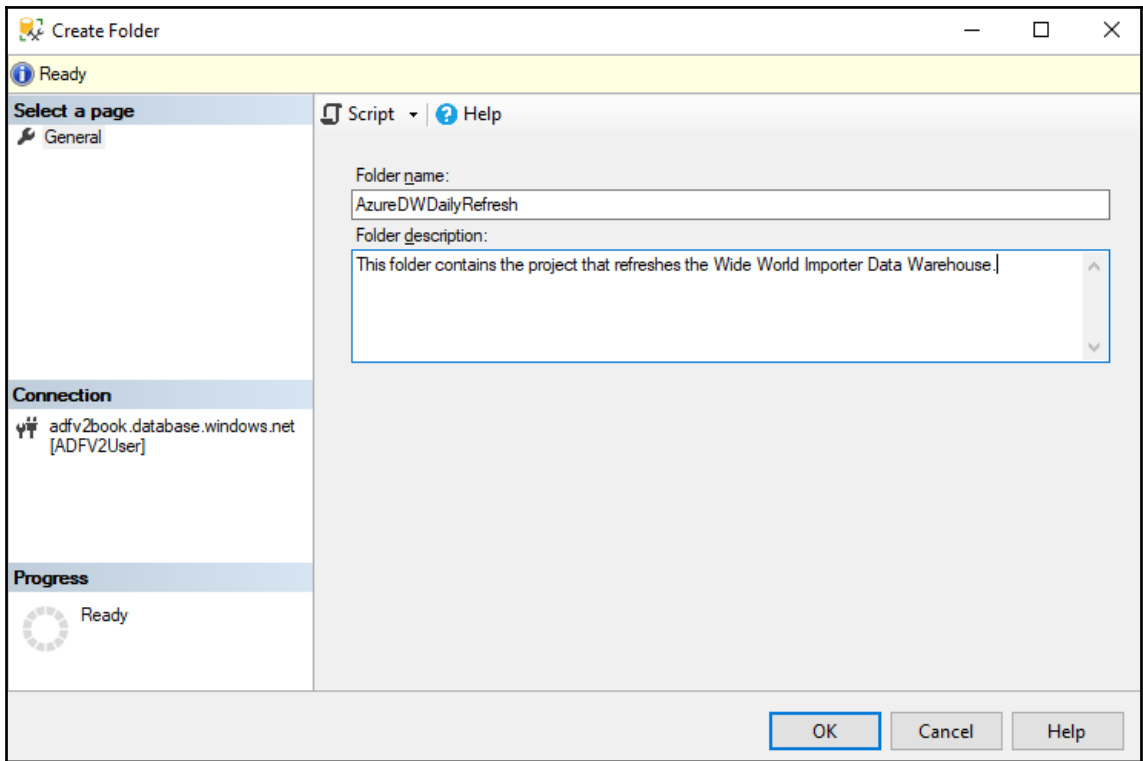 Create Folder
Ready
Select a page
General
Script
Help
Folder name:
AzureDWDailyRefresh
Folder description:
This folder contains the project that refreshes the Wide World Importer Data Warehouse.
Connection
adfv2book.database.windows.net
[ADFV2User]
Progress
Ready
OK
Cancel
Help